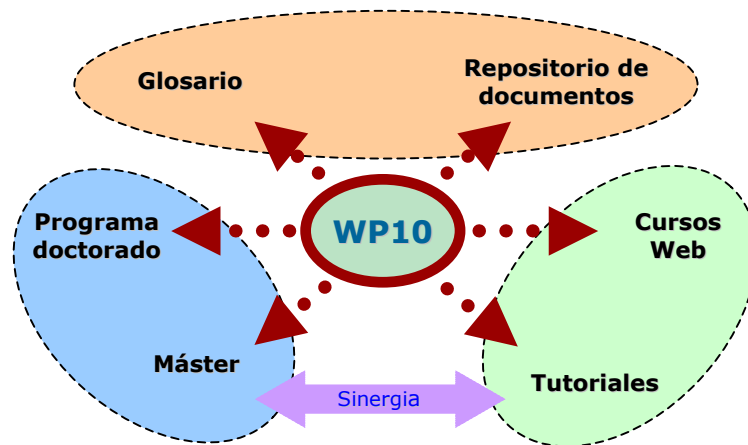 Glosario
Repositorio de
documentos
Programa
doctorado
WP10
Cursos
Web
Máster
Sinergia
Tutoriales